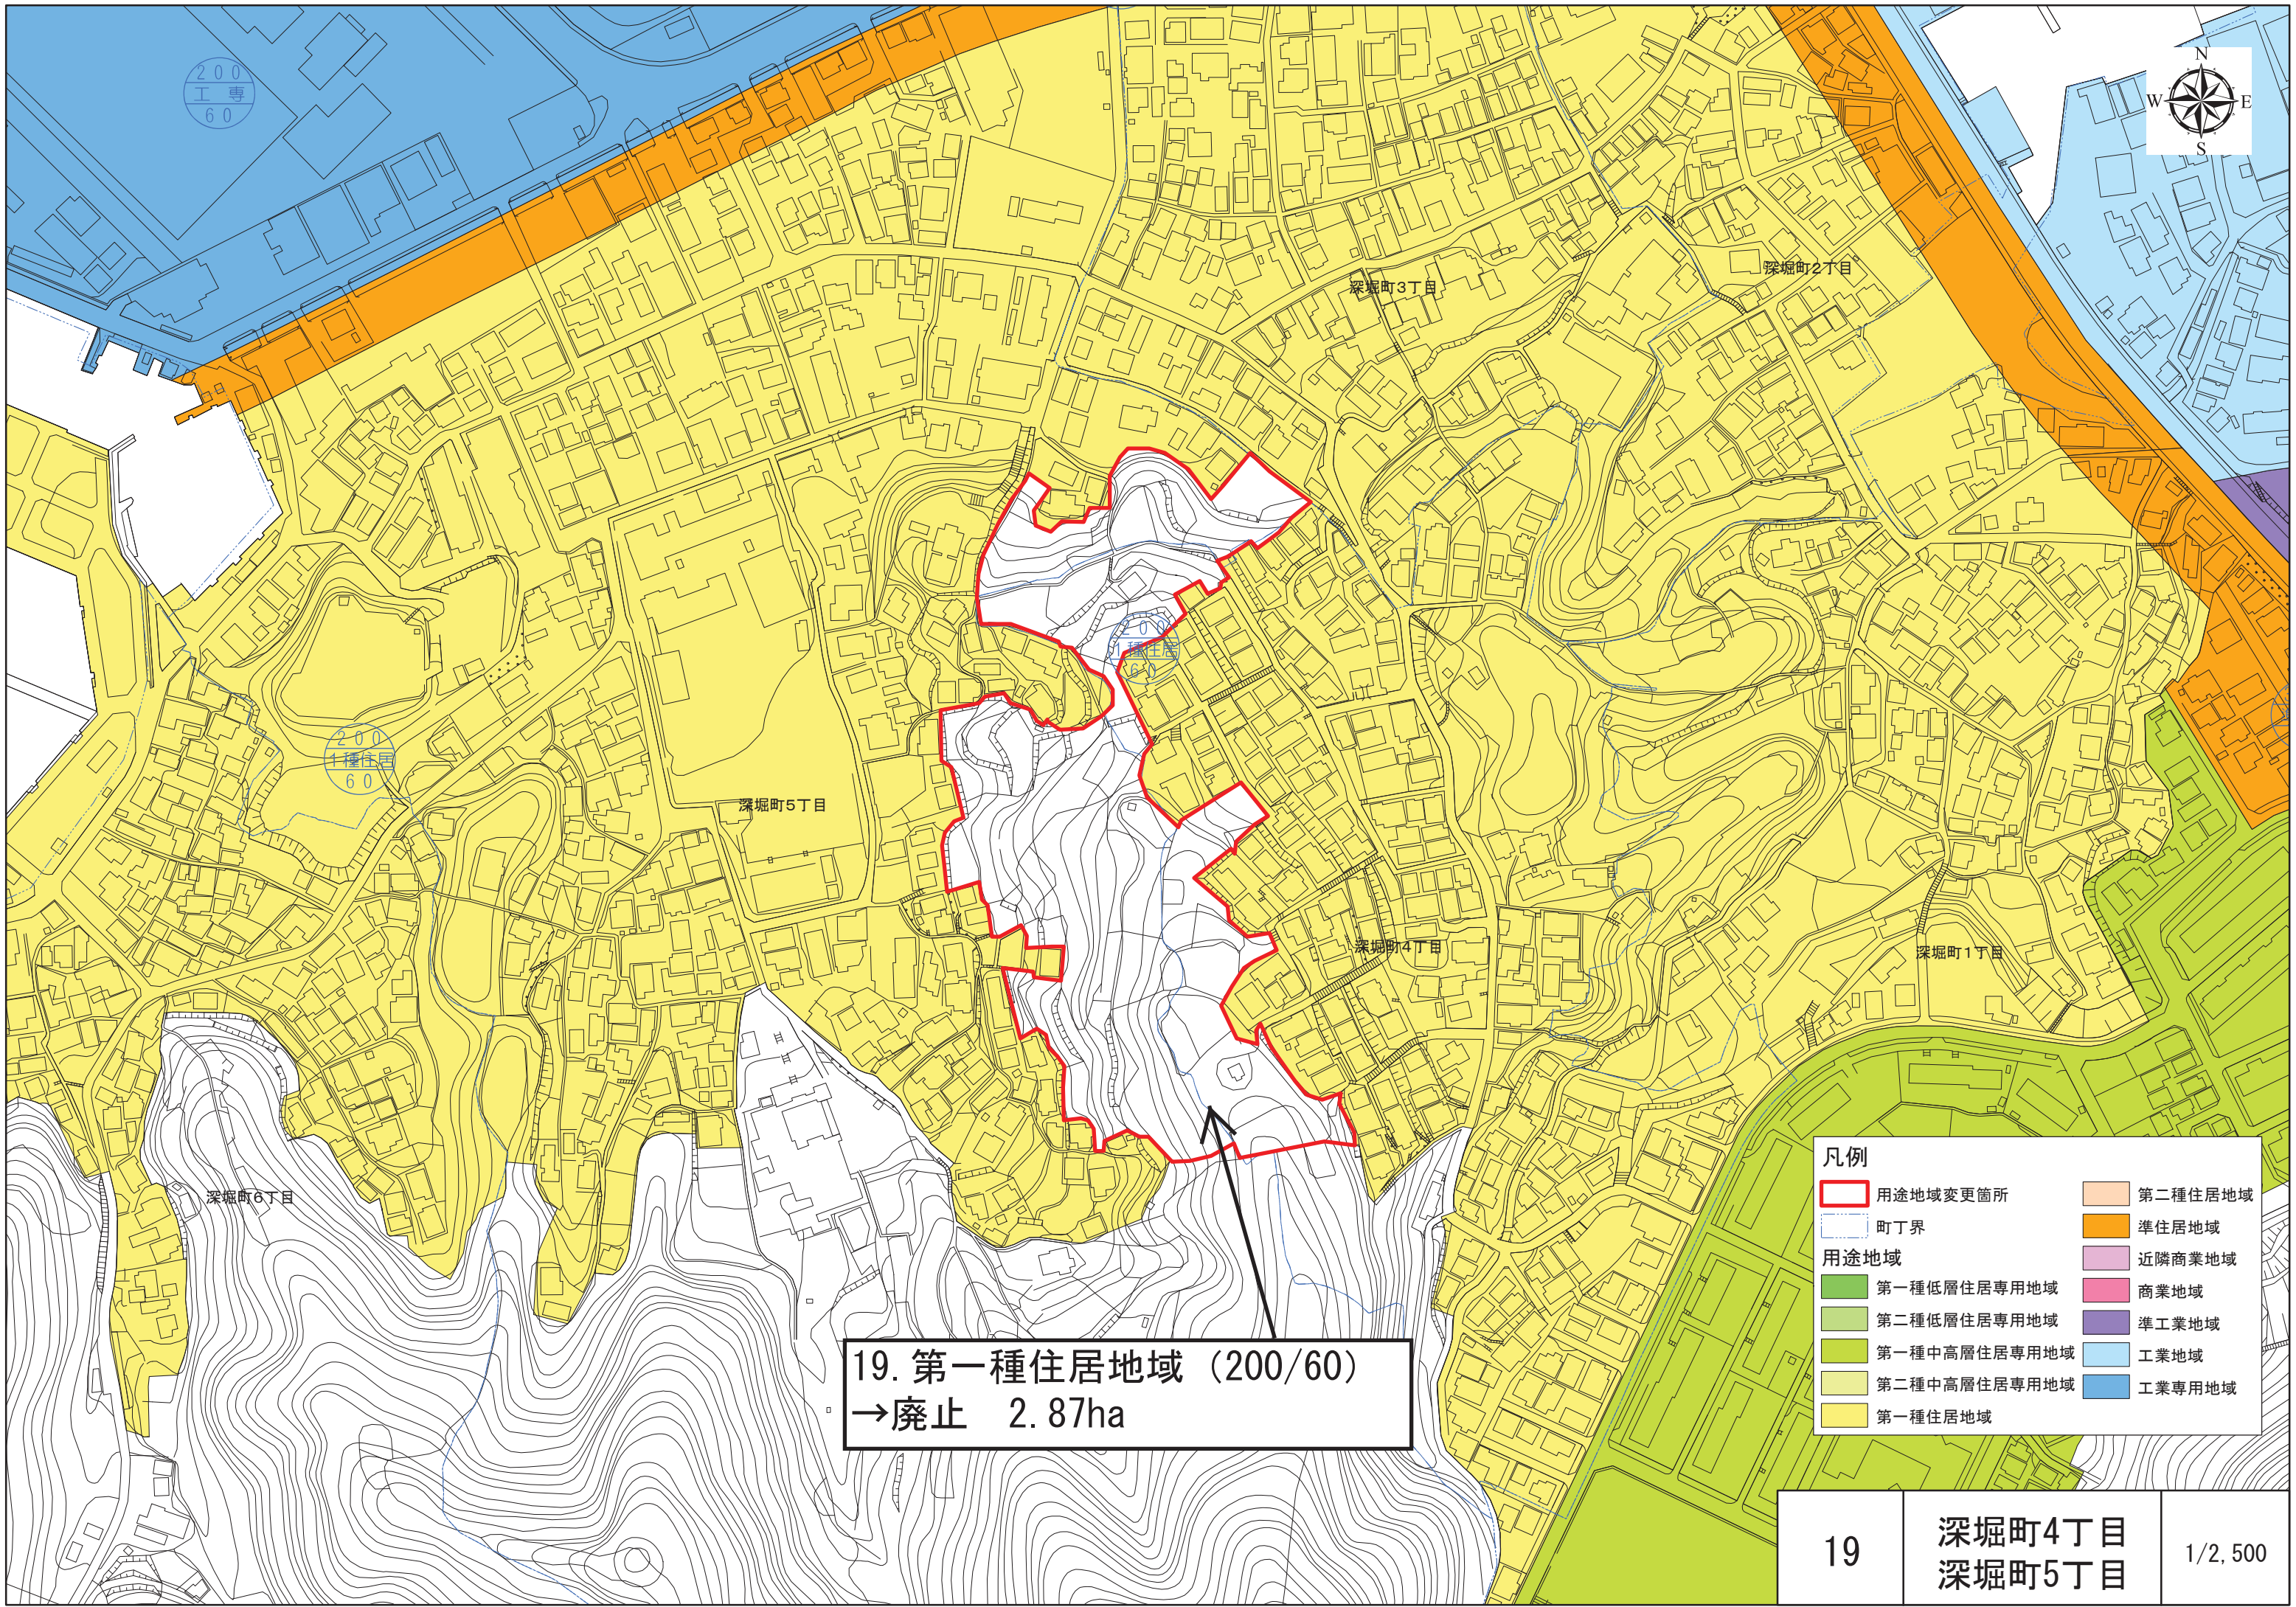 200
工専
60
N
W
E
S
深堀町2丁目
深堀町3丁目
200
1種住居
60
200
1種住居
60
深堀町5丁目
深堀町4丁目
深堀町1丁目
深堀町6丁目
19. 第一種住居地域（200/60）
→廃止　2.87ha
凡例
用途地域変更箇所
町丁界
用途地域
第一種低層住居専用地域
第二種低層住居専用地域
第一種中高層住居専用地域
第二種中高層住居専用地域
第一種住居地域
第二種住居地域
準住居地域
近隣商業地域
商業地域
準工業地域
工業地域
工業専用地域
19
深堀町4丁目
深堀町5丁目
1/2,500